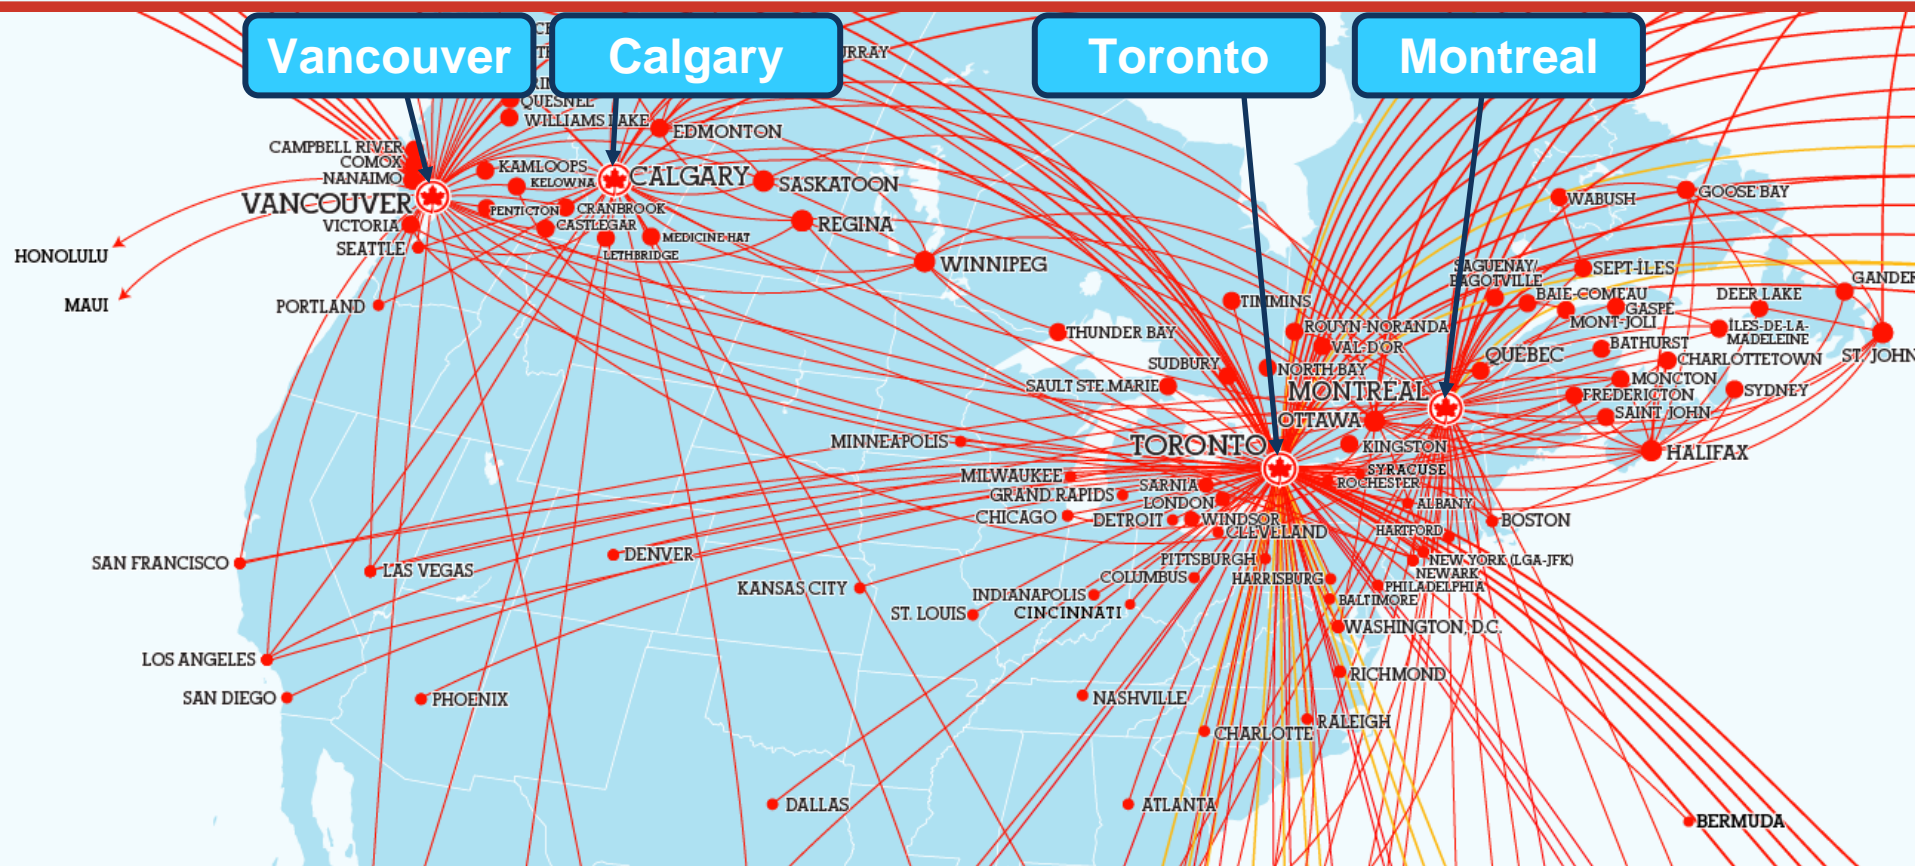 Vancouver
Calgary
Toronto
Montreal
QUESNEL
WILLIAMS LAKE
EDMONTON
CAMPBELL RIVER
COMOX
NANAIMO
KAMLOOPS
KELOWNA
CALGARY
SASKATOON
VANCOUVER
PENTICTON
CRANBROOK
VICTORIA
CASTLEGAR
MEDICINE HAT
REGINA
SEATTLE
LETHBRIDGE
HONOLULU
WINNIPEG
MAUI
PORTLAND
WABUSH
GOOSE BAY
SAGUENAY/
BAGOTVILLE
SEPT-ÎLES
GANDER
TIMMINS
BAIE-COMEAU
GASPÉ
DEER LAKE
MONT-JOLI
ÎLES-DE-LA-
MADELEINE
THUNDER BAY
ROUYN-NORANDA
VAL-D'OR
QUÉBEC
BATHURST
CHARLOTTETOWN
ST. JOHN
SUDBURY
NORTH BAY
SAULT STE. MARIE
MONTREAL
MONCTON
FREDERICTON
SYDNEY
OTTAWA
SAINT JOHN
MINNEAPOLIS
TORONTO
KINGSTON
HALIFAX
MILWAUKEE
SARNIA
SYRACUSE
ROCHESTER
GRAND RAPIDS
LONDON
ALBANY
CHICAGO
DETROIT
WINDSOR
BOSTON
CLEVELAND
HARTFORD
SAN FRANCISCO
LAS VEGAS
DENVER
PITTSBURGH
NEW YORK (LGA-JFK)
NEWARK
KANSAS CITY
COLUMBUS
HARRISBURG
PHILADELPHIA
INDIANAPOLIS
BALTIMORE
ST. LOUIS
CINCINNATI
WASHINGTON, D.C.
LOS ANGELES
RICHMOND
SAN DIEGO
PHOENIX
NASHVILLE
RALEIGH
CHARLOTTE
DALLAS
ATLANTA
BERMUDA